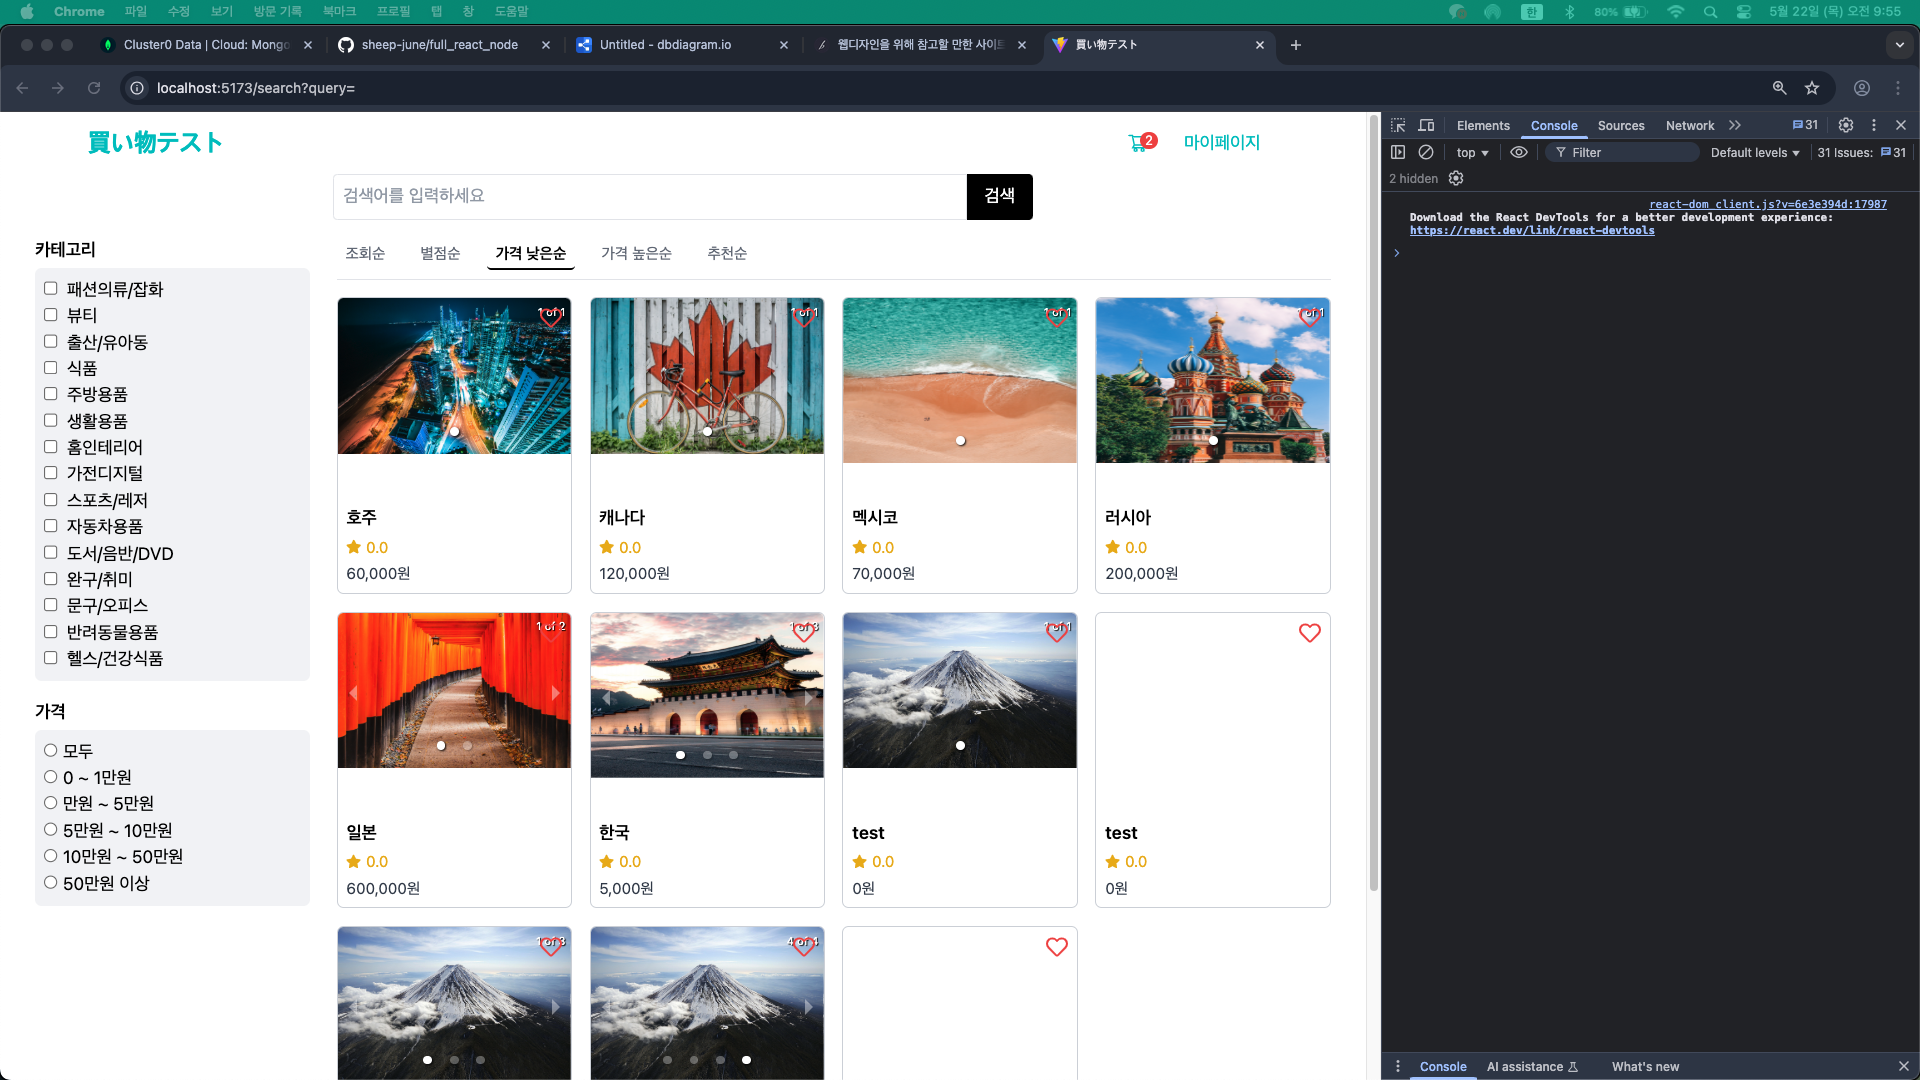 Chrome 파일 수정 보기 방문 기록 북마크 프로필 탭 창 도움말 한 80% 5월 22일 (목) 오전 9:55
Cluster0 Data | Cloud: Mongo
sheep-june/full_react_node
Untitled - dbdiagram.io
웹디자인을 위해 참고할 만한 사이트
買い物テスト
localhost:5173/search?query=
買い物テスト
2
마이페이지
검색어를 입력하세요
검색
카테고리
패션의류/잡화
뷰티
출산/유아동
식품
주방용품
생활용품
홈인테리어
가전디지털
스포츠/레저
자동차용품
도서/음반/DVD
완구/취미
문구/오피스
반려동물용품
헬스/건강식품
가격
모두
0 ~ 1만원
만원 ~ 5만원
5만원 ~ 10만원
10만원 ~ 50만원
50만원 이상
조회순 별점순 가격 낮은순 가격 높은순 추천순
1 of 1
호주
0.0
60,000원
1 of 1
캐나다
0.0
120,000원
1 of 1
멕시코
0.0
70,000원
1 of 1
러시아
0.0
200,000원
1 of 2
일본
0.0
600,000원
1 of 3
한국
0.0
5,000원
1 of 1
test
0.0
0원
test
0.0
0원
1 of 3
4 of 4
Elements Console Sources Network 31
top Filter Default levels 31 Issues: 31
2 hidden
react-dom_client.js?v=6e3e394d:17987
Download the React DevTools for a better development experience:
https://react.dev/link/react-devtools
Console AI assistance What's new